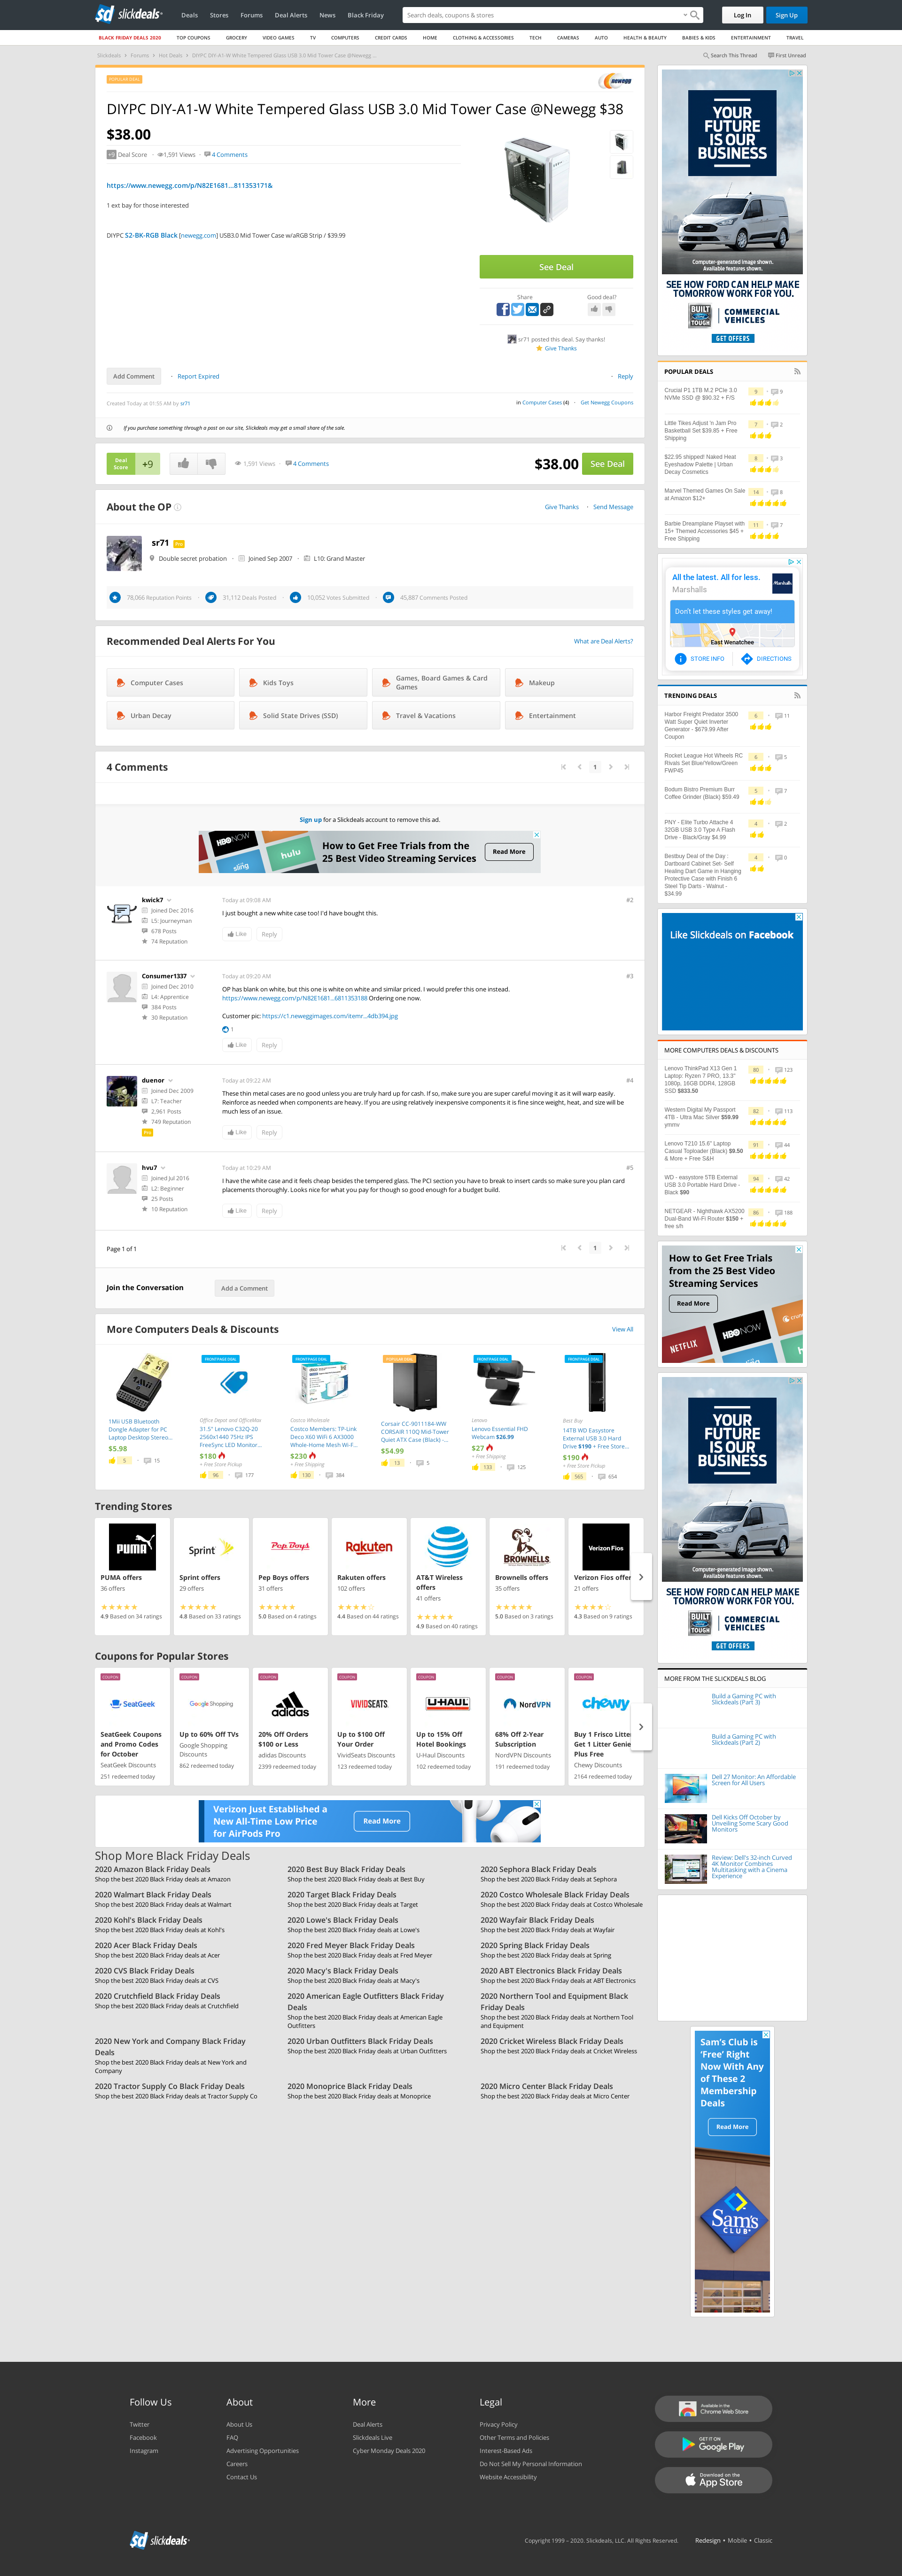 sd slickdeals
Deals Stores Forums Deal Alerts News Black Friday
Search deals, coupons & stores
Log In Sign Up
BLACK FRIDAY DEALS 2020 TOP COUPONS GROCERY VIDEO GAMES TV COMPUTERS CREDIT CARDS HOME CLOTHING & ACCESSORIES TECH CAMERAS AUTO HEALTH & BEAUTY BABIES & KIDS ENTERTAINMENT TRAVEL
Slickdeals > Forums > Hot Deals > DIYPC DIY-A1-W White Tempered Glass USB 3.0 Mid Tower Case @Newegg ...
Search This Thread First Unread
POPULAR DEAL
newegg
DIYPC DIY-A1-W White Tempered Glass USB 3.0 Mid Tower Case @Newegg $38
$38.00
+9 Deal Score 1,591 Views 4 Comments
https://www.newegg.com/p/N82E1681...811353171&
1 ext bay for those interested
DIYPC S2-BK-RGB Black [newegg.com] USB3.0 Mid Tower Case w/aRGB Strip / $39.99
See Deal
Share Good deal?
sr71 posted this deal. Say thanks!
Give Thanks
Add Comment Report Expired Reply
Created Today at 01:55 AM by sr71
in Computer Cases (4) Get Newegg Coupons
If you purchase something through a post on our site, Slickdeals may get a small share of the sale.
Deal Score +9
1,591 Views 4 Comments
$38.00 See Deal
About the OP
Give Thanks Send Message
sr71 Pro
Double secret probation Joined Sep 2007 L10: Grand Master
78,066 Reputation Points 31,112 Deals Posted 10,052 Votes Submitted 45,887 Comments Posted
Recommended Deal Alerts For You
What are Deal Alerts?
Computer Cases
Kids Toys
Games, Board Games & Card Games
Makeup
Urban Decay
Solid State Drives (SSD)
Travel & Vacations
Entertainment
4 Comments
1
Sign up for a Slickdeals account to remove this ad.
HBO NOW sling hulu
How to Get Free Trials from the
25 Best Video Streaming Services
Read More
kwick7
Joined Dec 2016
L5: Journeyman
678 Posts
74 Reputation
Today at 09:08 AM #2
I just bought a new white case too! I'd have bought this.
Like Reply
Consumer1337
Joined Dec 2010
L4: Apprentice
384 Posts
30 Reputation
Today at 09:20 AM #3
OP has blank on white, but this one is white on white and similar priced. I would prefer this one instead.
https://www.newegg.com/p/N82E1681...6811353188 Ordering one now.
Customer pic: https://c1.neweggimages.com/itemr...4db394.jpg
1
Like Reply
duenor
Joined Dec 2009
L7: Teacher
2,961 Posts
749 Reputation
Pro
Today at 09:22 AM #4
These thin metal cases are no good unless you are truly hard up for cash. If so, make sure you are super careful moving it as it will warp easily.
Reinforce as needed when components are heavy. If you are using relatively inexpensive components it is fine since weight, heat, and size will be
much less of an issue.
Like Reply
hvu7
Joined Jul 2016
L2: Beginner
25 Posts
10 Reputation
Today at 10:29 AM #5
I have the white case and it feels cheap besides the tempered glass. The PCI section you have to break to insert cards so make sure you plan card
placements thoroughly. Looks nice for what you pay for though so good enough for a budget build.
Like Reply
Page 1 of 1
1
Join the Conversation Add a Comment
More Computers Deals & Discounts
View All
1Mii USB Bluetooth
Dongle Adapter for PC
Laptop Desktop Stereo...
$5.98
5 15
FRONTPAGE DEAL
Office Depot and OfficeMax
31.5" Lenovo C32Q-20
2560x1440 75Hz IPS
FreeSync LED Monitor...
$180
+ Free Store Pickup
96 177
FRONTPAGE DEAL
Costco Wholesale
Costco Members: TP-Link
Deco X60 WiFi 6 AX3000
Whole-Home Mesh Wi-F...
$230
+ Free Shipping
130 384
POPULAR DEAL
Corsair CC-9011184-WW
CORSAIR 110Q Mid-Tower
Quiet ATX Case (Black) -...
$54.99
13 5
FRONTPAGE DEAL
Lenovo
Lenovo Essential FHD
Webcam $26.99
$27
+ Free Shipping
133 125
FRONTPAGE DEAL
Best Buy
14TB WD Easystore
External USB 3.0 Hard
Drive $190 + Free Store...
$190
+ Free Store Pickup
565 654
Trending Stores
PUMA
PUMA offers
36 offers
4.9 Based on 34 ratings
Sprint
Sprint offers
29 offers
4.8 Based on 33 ratings
Pep Boys
Pep Boys offers
31 offers
5.0 Based on 4 ratings
Rakuten
Rakuten offers
102 offers
4.4 Based on 44 ratings
AT&T Wireless offers
41 offers
4.9 Based on 40 ratings
BROWNELLS
Brownells offers
35 offers
5.0 Based on 3 ratings
Verizon Fios
Verizon Fios offer
21 offers
4.3 Based on 9 ratings
Coupons for Popular Stores
COUPON
SeatGeek
SeatGeek Coupons
and Promo Codes
for October
SeatGeek Discounts
251 redeemed today
COUPON
Google Shopping
Up to 60% Off TVs
Google Shopping
Discounts
862 redeemed today
COUPON
adidas
20% Off Orders
$100 or Less
adidas Discounts
2399 redeemed today
COUPON
VIVIDSEATS
Up to $100 Off
Your Order
VividSeats Discounts
123 redeemed today
COUPON
U-HAUL
Up to 15% Off
Hotel Bookings
U-Haul Discounts
102 redeemed today
COUPON
NordVPN
68% Off 2-Year
Subscription
NordVPN Discounts
191 redeemed today
COUPON
chewy
Buy 1 Frisco Litter
Get 1 Litter Genie
Plus Free
Chewy Discounts
2164 redeemed today
Verizon Just Established a
New All-Time Low Price
for AirPods Pro
Read More
Shop More Black Friday Deals
2020 Amazon Black Friday Deals
Shop the best 2020 Black Friday deals at Amazon
2020 Best Buy Black Friday Deals
Shop the best 2020 Black Friday deals at Best Buy
2020 Sephora Black Friday Deals
Shop the best 2020 Black Friday deals at Sephora
2020 Walmart Black Friday Deals
Shop the best 2020 Black Friday deals at Walmart
2020 Target Black Friday Deals
Shop the best 2020 Black Friday deals at Target
2020 Costco Wholesale Black Friday Deals
Shop the best 2020 Black Friday deals at Costco Wholesale
2020 Kohl's Black Friday Deals
Shop the best 2020 Black Friday deals at Kohl's
2020 Lowe's Black Friday Deals
Shop the best 2020 Black Friday deals at Lowe's
2020 Wayfair Black Friday Deals
Shop the best 2020 Black Friday deals at Wayfair
2020 Acer Black Friday Deals
Shop the best 2020 Black Friday deals at Acer
2020 Fred Meyer Black Friday Deals
Shop the best 2020 Black Friday deals at Fred Meyer
2020 Spring Black Friday Deals
Shop the best 2020 Black Friday deals at Spring
2020 CVS Black Friday Deals
Shop the best 2020 Black Friday deals at CVS
2020 Macy's Black Friday Deals
Shop the best 2020 Black Friday deals at Macy's
2020 ABT Electronics Black Friday Deals
Shop the best 2020 Black Friday deals at ABT Electronics
2020 Crutchfield Black Friday Deals
Shop the best 2020 Black Friday deals at Crutchfield
2020 American Eagle Outfitters Black Friday
Deals
Shop the best 2020 Black Friday deals at American Eagle
Outfitters
2020 Northern Tool and Equipment Black
Friday Deals
Shop the best 2020 Black Friday deals at Northern Tool
and Equipment
2020 New York and Company Black Friday
Deals
Shop the best 2020 Black Friday deals at New York and
Company
2020 Urban Outfitters Black Friday Deals
Shop the best 2020 Black Friday deals at Urban Outfitters
2020 Cricket Wireless Black Friday Deals
Shop the best 2020 Black Friday deals at Cricket Wireless
2020 Tractor Supply Co Black Friday Deals
Shop the best 2020 Black Friday deals at Tractor Supply Co
2020 Monoprice Black Friday Deals
Shop the best 2020 Black Friday deals at Monoprice
2020 Micro Center Black Friday Deals
Shop the best 2020 Black Friday deals at Micro Center
YOUR
FUTURE
IS OUR
BUSINESS
Computer-generated image shown.
Available features shown.
SEE HOW FORD CAN HELP MAKE
TOMORROW WORK FOR YOU.
BUILT Ford TOUGH
COMMERCIAL
VEHICLES
GET OFFERS
POPULAR DEALS
Crucial P1 1TB M.2 PCIe 3.0
NVMe SSD @ $90.32 + F/S
9 9
Little Tikes Adjust 'n Jam Pro
Basketball Set $39.85 + Free
Shipping
7 2
$22.95 shipped! Naked Heat
Eyeshadow Palette | Urban
Decay Cosmetics
8 3
Marvel Themed Games On Sale
at Amazon $12+
14 8
Barbie Dreamplane Playset with
15+ Themed Accessories $45 +
Free Shipping
11 7
All the latest. All for less.
Marshalls
Marshalls
Don't let these styles get away!
East Wenatchee
STORE INFO DIRECTIONS
TRENDING DEALS
Harbor Freight Predator 3500
Watt Super Quiet Inverter
Generator - $679.99 After
Coupon
6 11
Rocket League Hot Wheels RC
Rivals Set Blue/Yellow/Green
FWP45
6 5
Bodum Bistro Premium Burr
Coffee Grinder (Black) $59.49
5 7
PNY - Elite Turbo Attache 4
32GB USB 3.0 Type A Flash
Drive - Black/Gray $4.99
4 2
Bestbuy Deal of the Day :
Dartboard Cabinet Set- Self
Healing Dart Game in Hanging
Protective Case with Finish 6
Steel Tip Darts - Walnut -
$34.99
4 0
Like Slickdeals on Facebook
MORE COMPUTERS DEALS & DISCOUNTS
Lenovo ThinkPad X13 Gen 1
Laptop: Ryzen 7 PRO, 13.3"
1080p, 16GB DDR4, 128GB
SSD $833.50
80 123
Western Digital My Passport
4TB - Ultra Mac Silver $59.99
ymmv
82 113
Lenovo T210 15.6" Laptop
Casual Toploader (Black) $9.50
& More + Free S&H
91 44
WD - easystore 5TB External
USB 3.0 Portable Hard Drive -
Black $90
94 42
NETGEAR - Nighthawk AX5200
Dual-Band Wi-Fi Router $150 +
free s/h
86 188
How to Get Free Trials
from the 25 Best Video
Streaming Services
Read More
NETFLIX HBO
YOUR
FUTURE
IS OUR
BUSINESS
Computer-generated image shown.
Available features shown.
SEE HOW FORD CAN HELP MAKE
TOMORROW WORK FOR YOU.
BUILT Ford TOUGH
COMMERCIAL
VEHICLES
GET OFFERS
MORE FROM THE SLICKDEALS BLOG
Build a Gaming PC with
Slickdeals (Part 3)
Build a Gaming PC with
Slickdeals (Part 2)
Dell 27 Monitor: An Affordable
Screen for All Users
Dell Kicks Off October by
Unveiling Some Scary Good
Monitors
Review: Dell's 32-inch Curved
4K Monitor Combines
Multitasking with a Cinema
Experience
Sam's Club is
'Free' Right
Now With Any
of These 2
Membership
Deals
Read More
Sam's
CLUB
Follow Us
Twitter
Facebook
Instagram
About
About Us
FAQ
Advertising Opportunities
Careers
Contact Us
More
Deal Alerts
Slickdeals Live
Cyber Monday Deals 2020
Legal
Privacy Policy
Other Terms and Policies
Interest-Based Ads
Do Not Sell My Personal Information
Website Accessibility
Available in the
Chrome Web Store
GET IT ON
Google Play
Download on the
App Store
sd slickdeals
Copyright 1999 - 2020. Slickdeals, LLC. All Rights Reserved. Redesign • Mobile • Classic